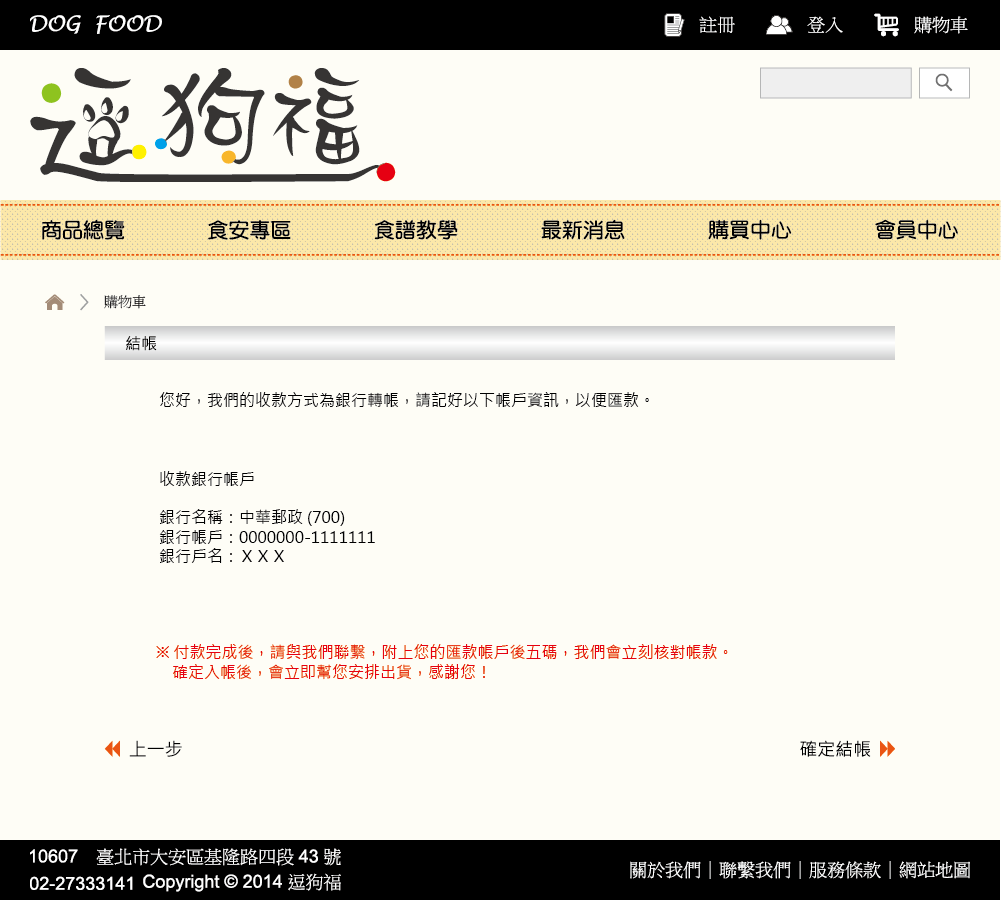 DOG FOOD
註冊
登入
購物車
逗狗福
商品總覽 食安專區 食譜教學 最新消息 購買中心 會員中心
購物車
結帳
您好，我們的收款方式為銀行轉帳，請記好以下帳戶資訊，以便匯款。
收款銀行帳戶
銀行名稱：中華郵政 (700)
銀行帳戶：0000000-1111111
銀行戶名：ＸＸＸ
※ 付款完成後，請與我們聯繫，附上您的匯款帳戶後五碼，我們會立刻核對帳款。
確定入帳後，會立即幫您安排出貨，感謝您！
上一步
確定結帳
10607 臺北市大安區基隆路四段 43 號
02-27333141 Copyright © 2014 逗狗福
關於我們｜聯繫我們｜服務條款｜網站地圖